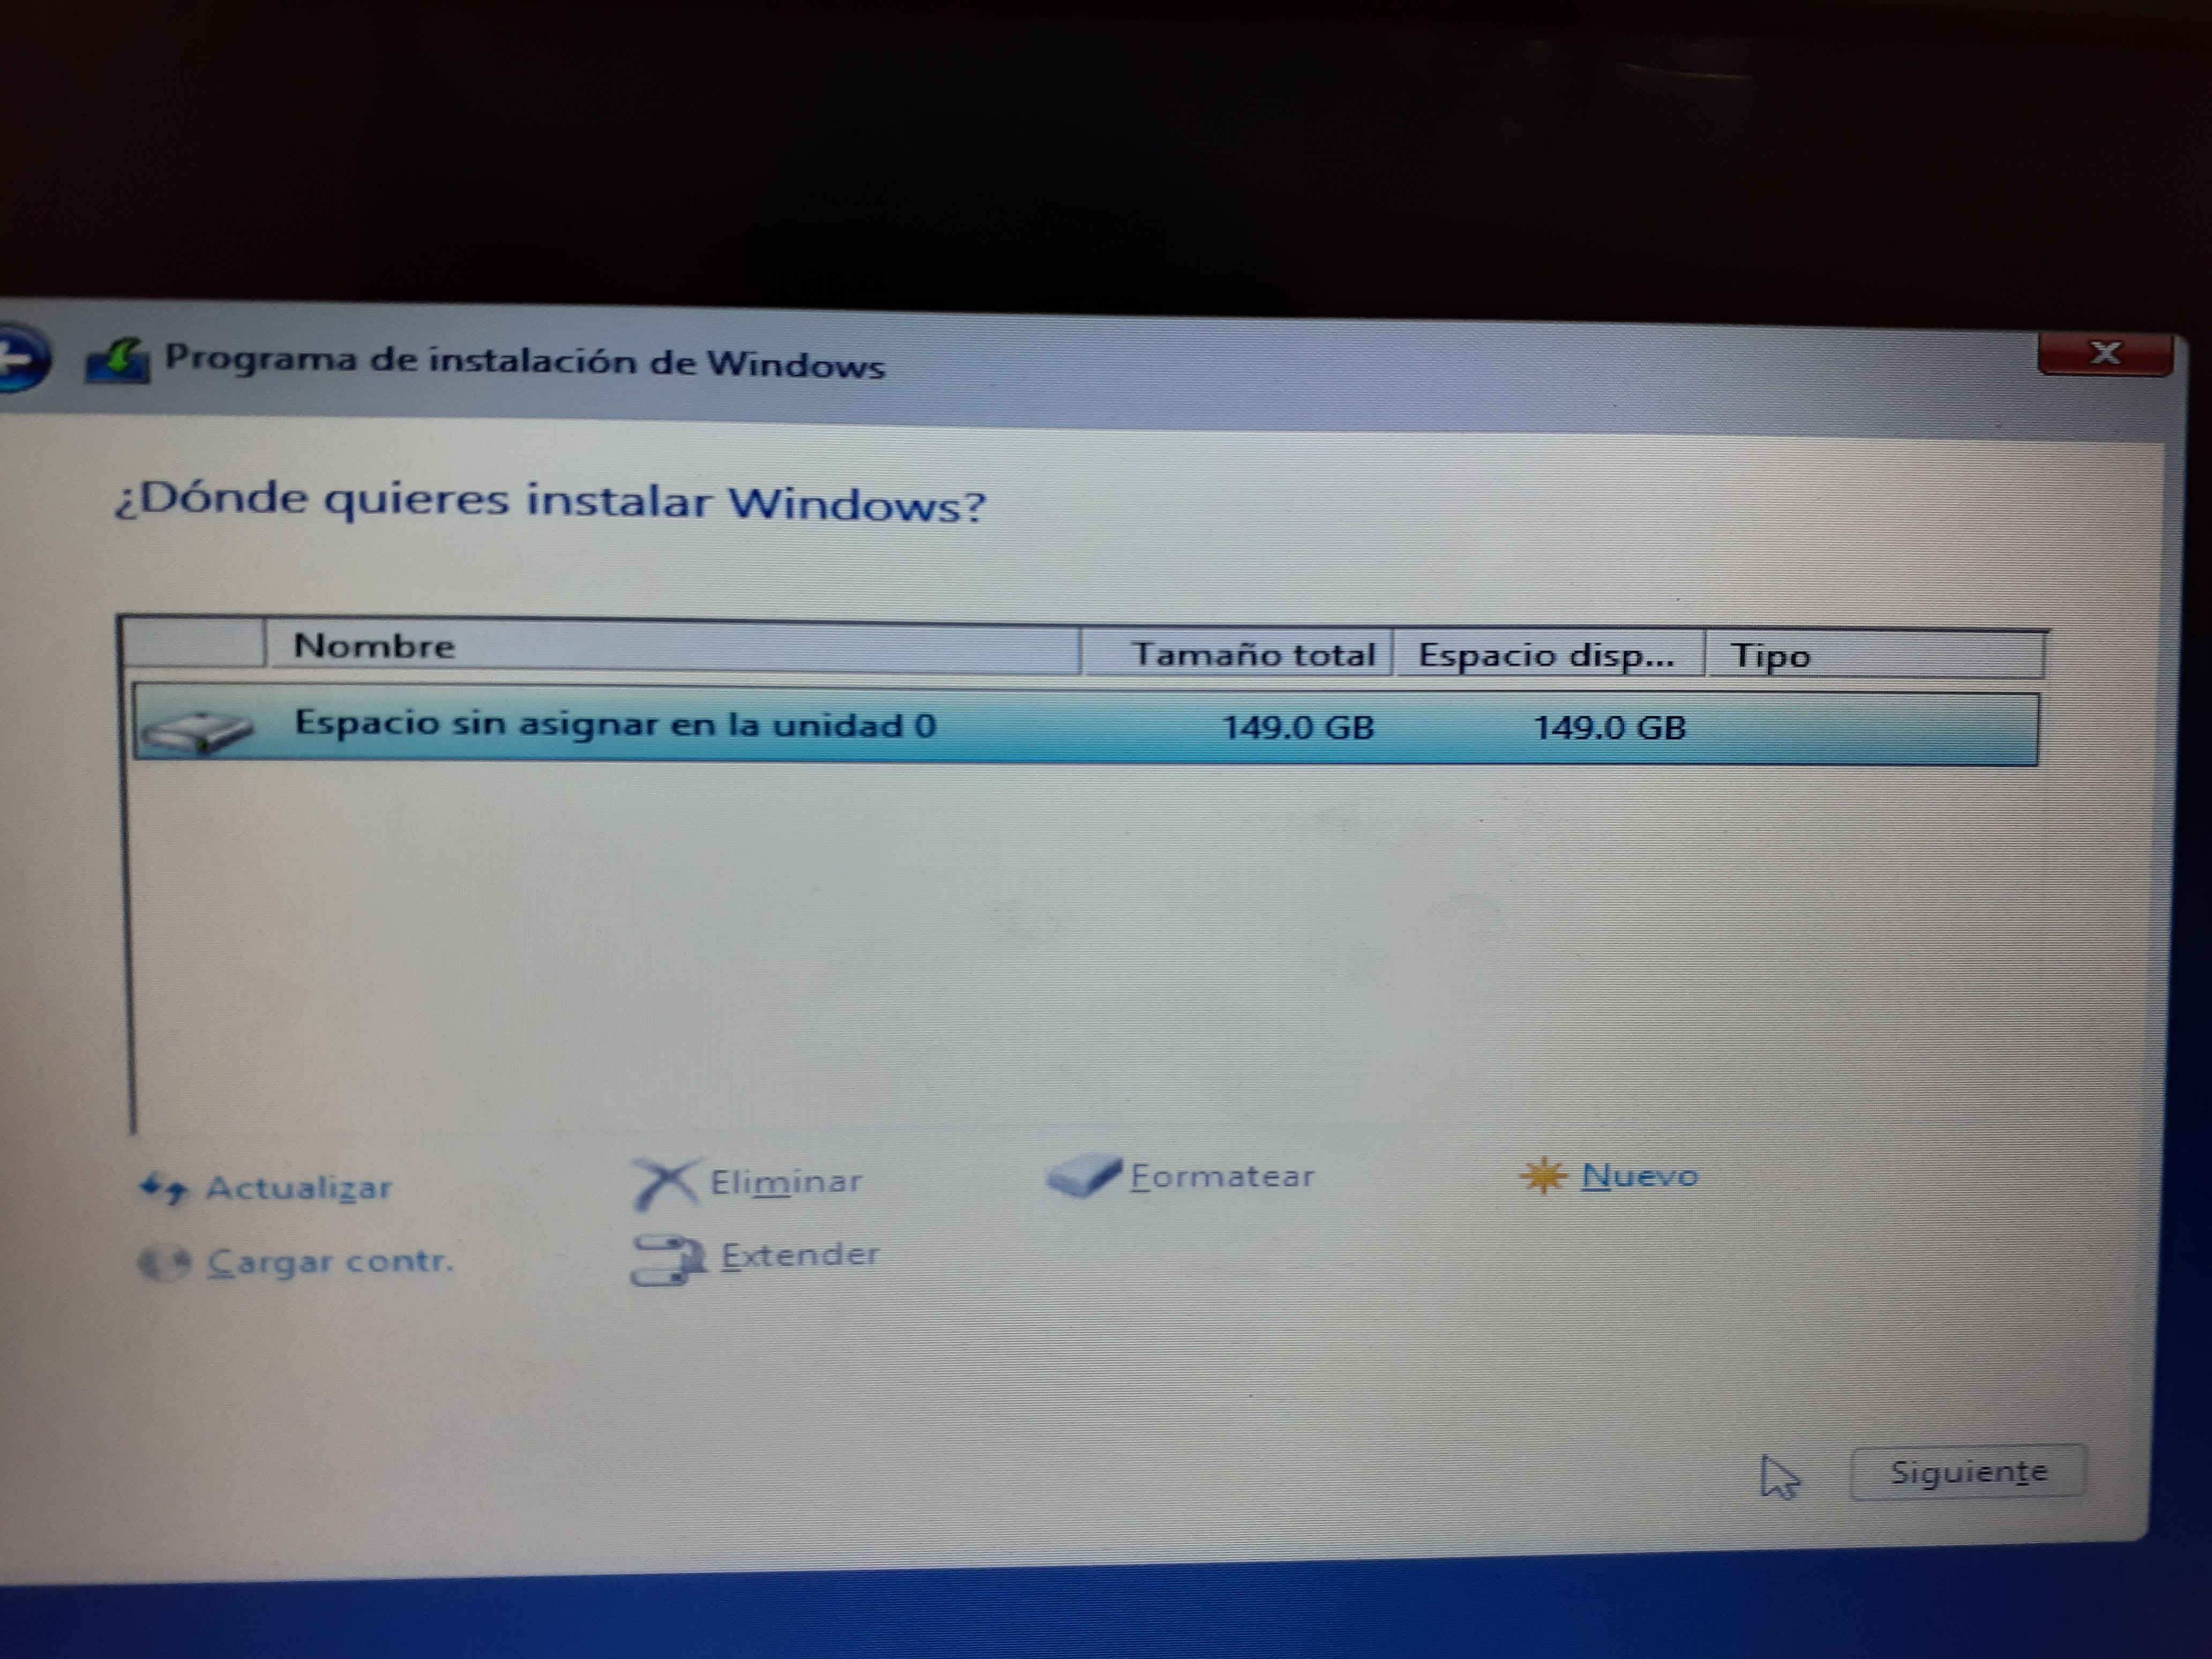 Programa de instalación de Windows
¿Dónde quieres instalar Windows?
Nombre Tamaño total Espacio disp... Tipo
Espacio sin asignar en la unidad 0 149.0 GB 149.0 GB
Actualizar Eliminar Formatear Nuevo
Cargar contr. Extender
Siguiente